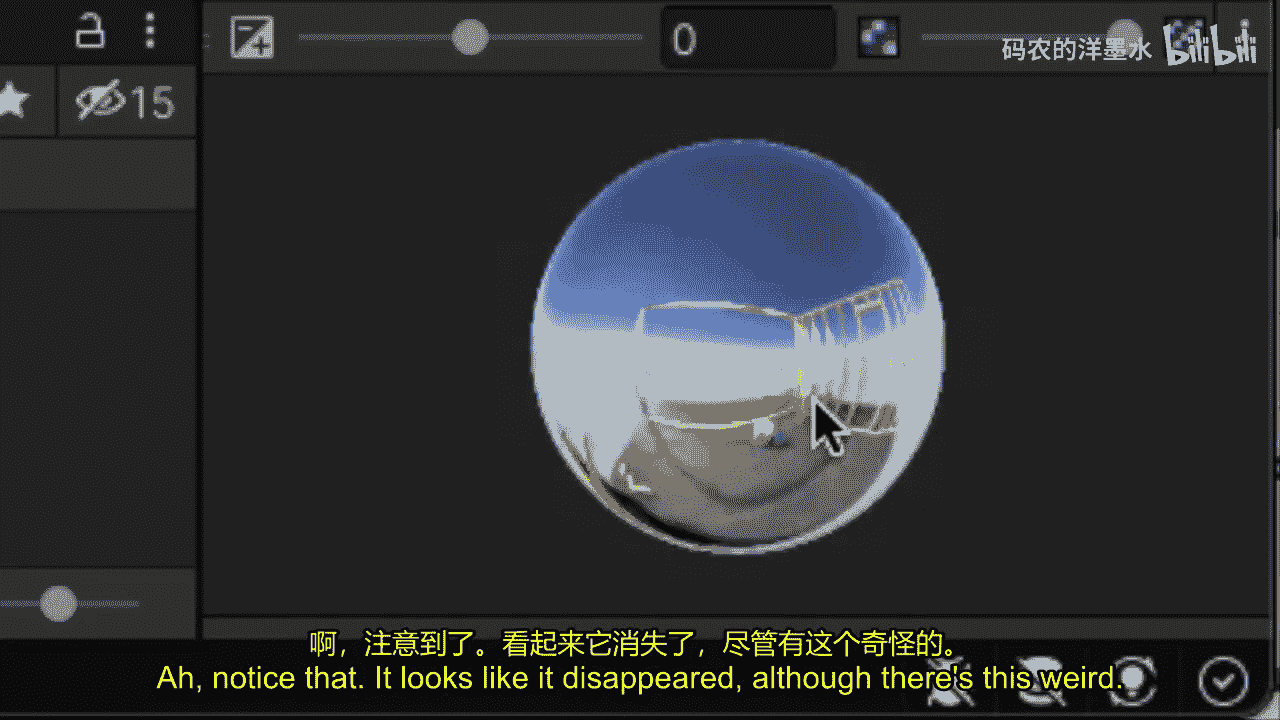 0
码农的洋墨水 bilibili
15
啊，注意到了。看起来它消失了，尽管有这个奇怪的。
Ah, notice that. It looks like it disappeared, although there's this weird.